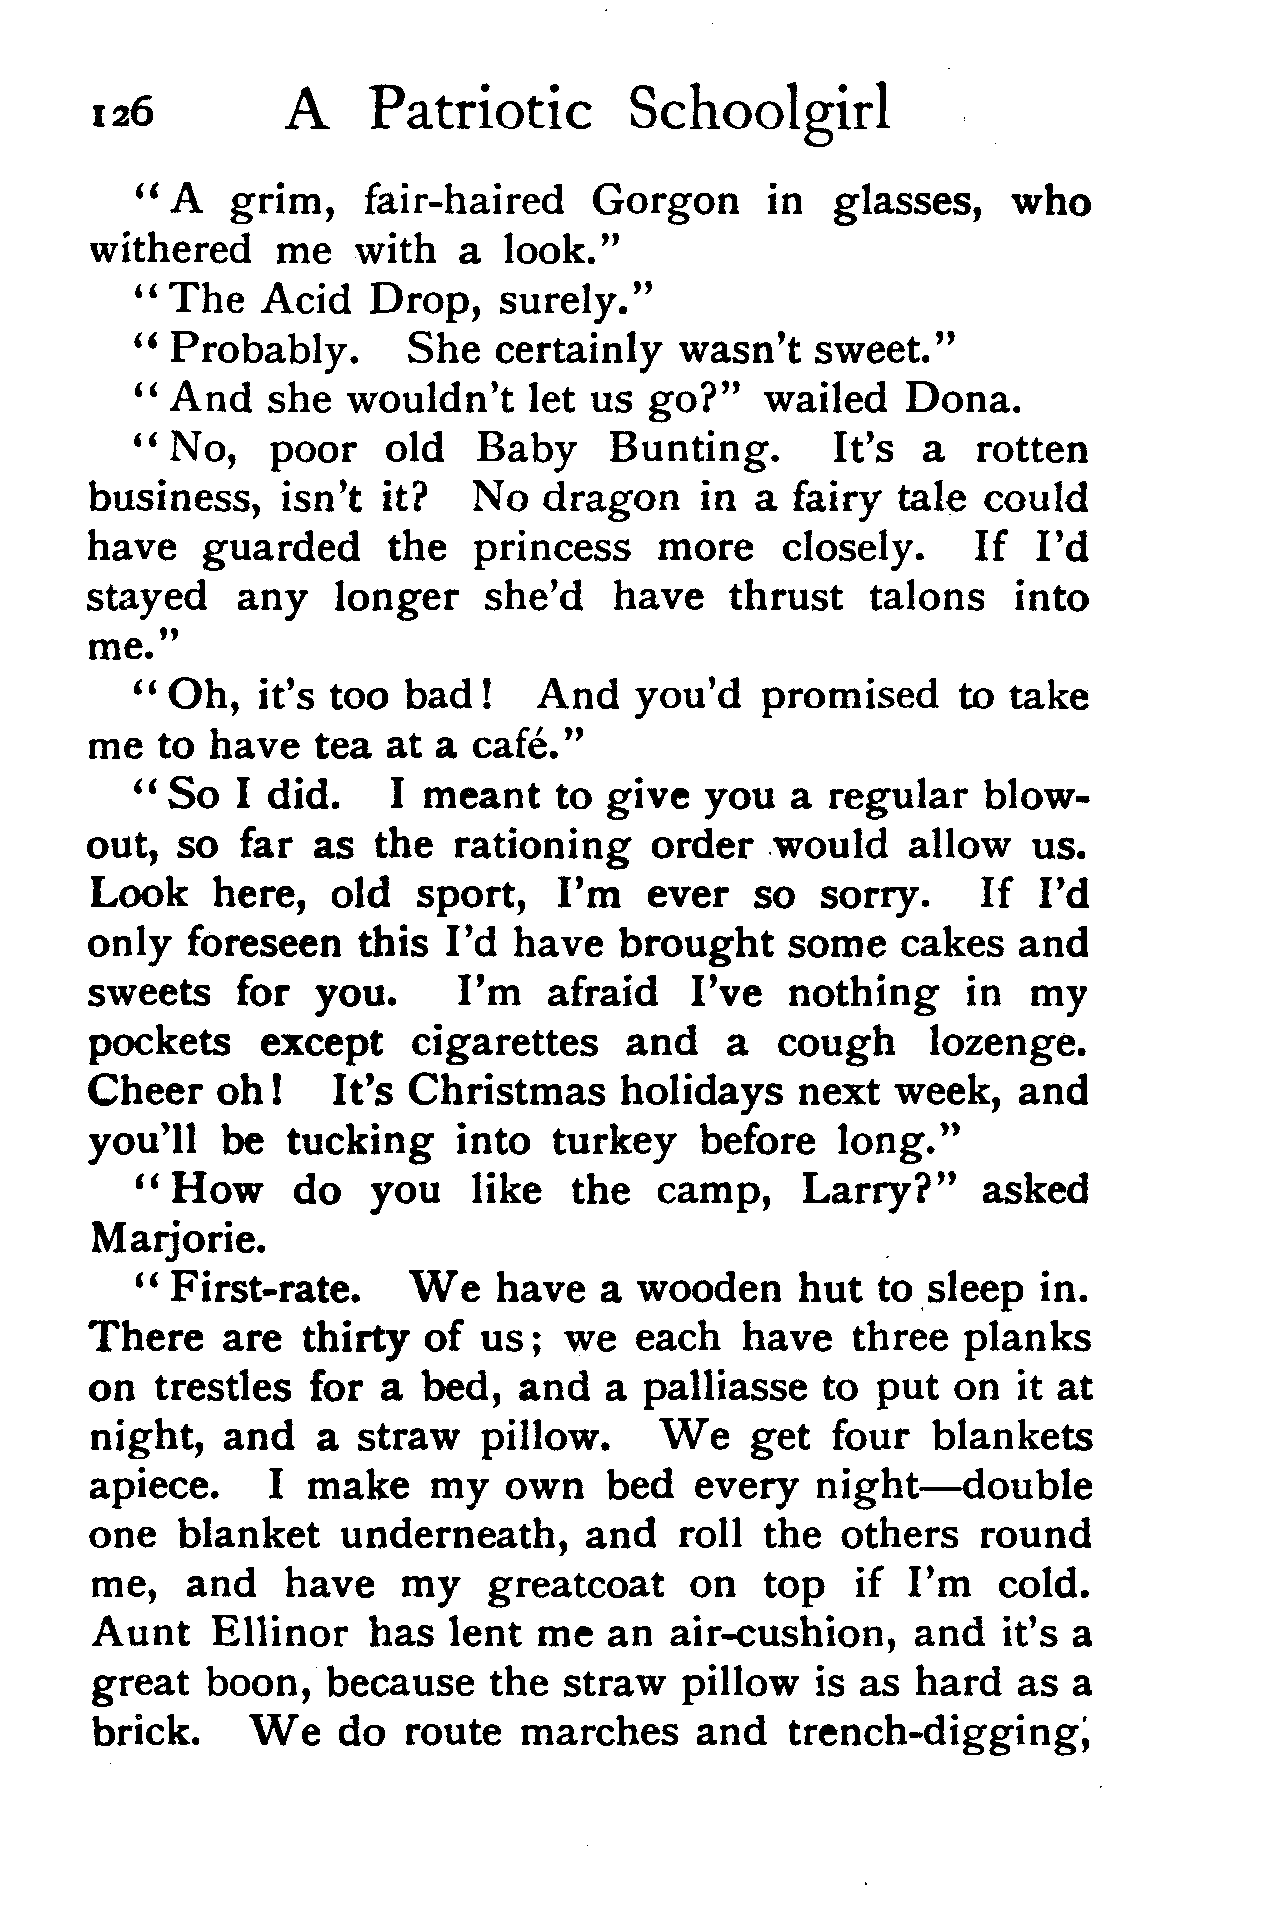 126 A Patriotic Schoolgirl
“A grim, fair-haired Gorgon in glasses, who
withered me with a look.”
“The Acid Drop, surely.”
“Probably. She certainly wasn't sweet.”
“And she wouldn't let us go?” wailed Dona.
“No, poor old Baby Bunting. It's a rotten
business, isn't it? No dragon in a fairy tale could
have guarded the princess more closely. If I'd
stayed any longer she'd have thrust talons into
me.”
“Oh, it's too bad! And you'd promised to take
me to have tea at a café.”
“So I did. I meant to give you a regular blow-
out, so far as the rationing order would allow us.
Look here, old sport, I'm ever so sorry. If I'd
only foreseen this I'd have brought some cakes and
sweets for you. I'm afraid I've nothing in my
pockets except cigarettes and a cough lozenge.
Cheer oh! It's Christmas holidays next week, and
you'll be tucking into turkey before long.”
“How do you like the camp, Larry?” asked
Marjorie.
“First-rate. We have a wooden hut to sleep in.
There are thirty of us; we each have three planks
on trestles for a bed, and a palliasse to put on it at
night, and a straw pillow. We get four blankets
apiece. I make my own bed every night—double
one blanket underneath, and roll the others round
me, and have my greatcoat on top if I'm cold.
Aunt Ellinor has lent me an air-cushion, and it's a
great boon, because the straw pillow is as hard as a
brick. We do route marches and trench-digging,